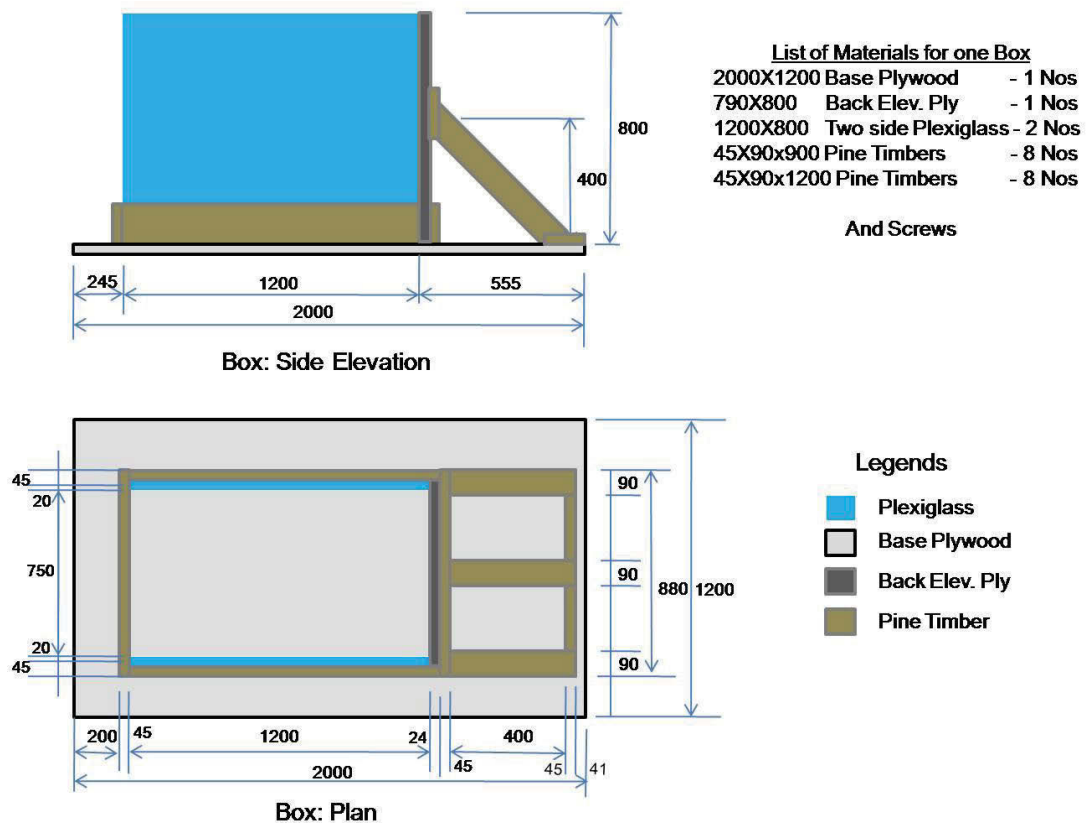 List of Materials for one Box
2000X1200 Base Plywood - 1 Nos
790X800 Back Elev. Ply - 1 Nos
1200X800 Two side Plexiglass - 2 Nos
45X90x900 Pine Timbers - 8 Nos
45X90x1200 Pine Timbers - 8 Nos
And Screws
800
400
245 1200 555
2000
Box: Side Elevation
45
20
750
20
45
90
90
90
880 1200
200 45 1200 24 45 400 45 41
2000
Box: Plan
Legends
Plexiglass
Base Plywood
Back Elev. Ply
Pine Timber